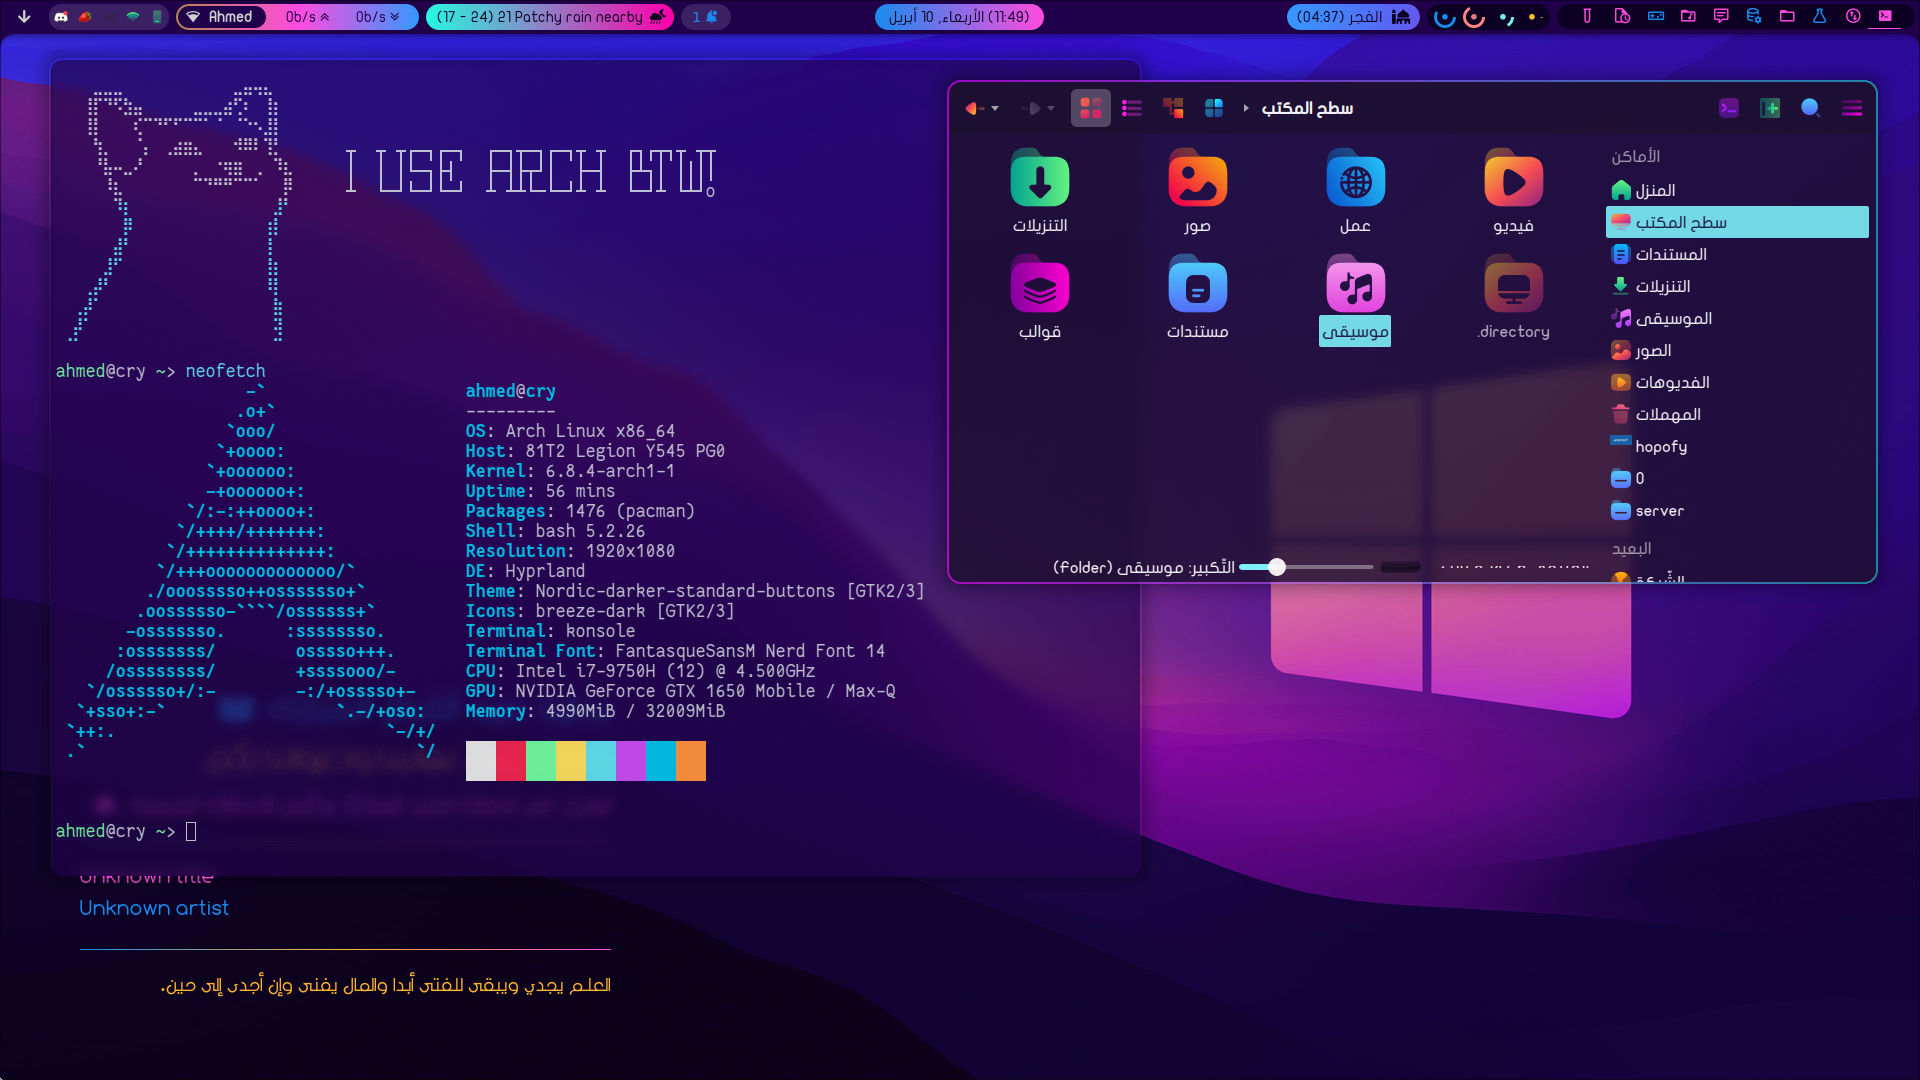 Ahmed
0b/s
0b/s
(17 - 24) 21 Patchy rain nearby
1
(11:49) الأربعاء, 10 أبريل
الفجر (04:37)
I USE ARCH BTW!
ahmed@cry ~> neofetch
ahmed@cry
---------
OS: Arch Linux x86_64
Host: 81T2 Legion Y545 PG0
Kernel: 6.8.4-arch1-1
Uptime: 56 mins
Packages: 1476 (pacman)
Shell: bash 5.2.26
Resolution: 1920x1080
DE: Hyprland
Theme: Nordic-darker-standard-buttons [GTK2/3]
Icons: breeze-dark [GTK2/3]
Terminal: konsole
Terminal Font: FantasqueSansM Nerd Font 14
CPU: Intel i7-9750H (12) @ 4.500GHz
GPU: NVIDIA GeForce GTX 1650 Mobile / Max-Q
Memory: 4990MiB / 32009MiB
ahmed@cry ~>
Unknown title
Unknown artist
العلم يجدي ويبقى للفتى أبدا والمال يفنى وإن أجدى إلى حين.
سطح المكتب
فيديو
عمل
صور
التنزيلات
.directory
موسيقى
مستندات
قوالب
الأماكن
المنزل
سطح المكتب
المستندات
التنزيلات
الموسيقى
الصور
الفديوهات
المهملات
hopofy
0
server
البعيد
الشّبكة
التّكبير: موسيقى (Folder)